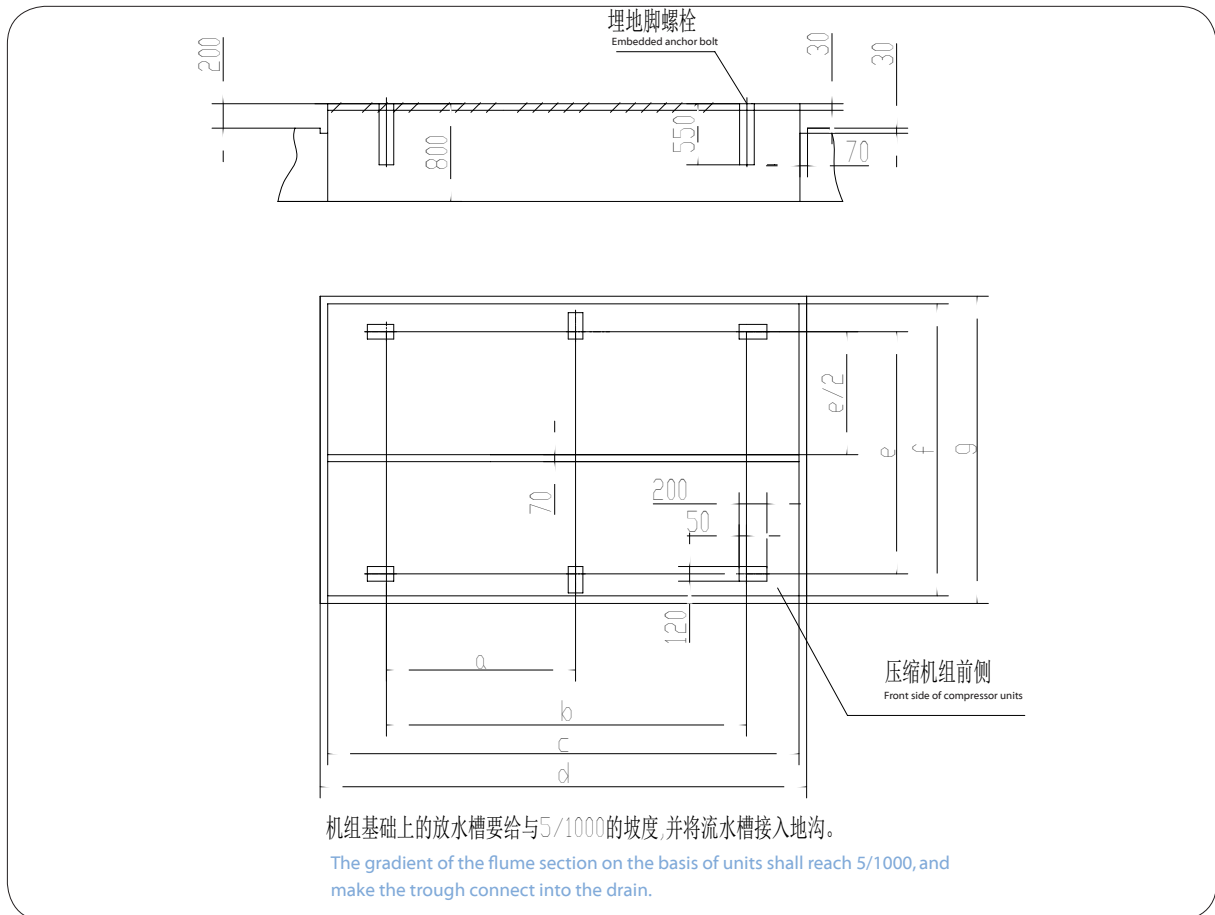 埋地脚螺栓
Embedded anchor bolt
200
30
30
800
550
70
e/2
e
f
g
200
70
50
120
a
压缩机组前侧
Front side of compressor units
b
c
d
机组基础上的放水槽要给与5/1000的坡度,并将流水槽接入地沟。
The gradient of the flume section on the basis of units shall reach 5/1000, and
make the trough connect into the drain.